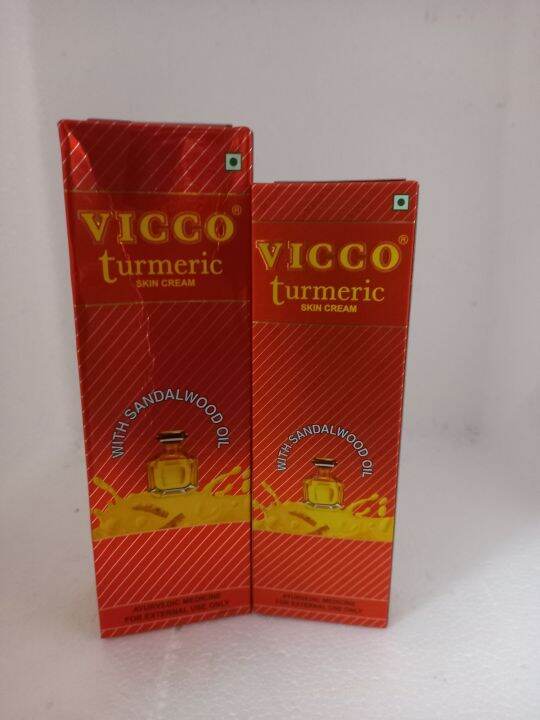 VICCO®
turmeric
SKIN CREAM
WITH SANDALWOOD OIL
AYURVEDIC MEDICINE
FOR EXTERNAL USE ONLY
VICCO®
turmeric
SKIN CREAM
WITH SANDALWOOD OIL
AYURVEDIC MEDICINE
FOR EXTERNAL USE ONLY